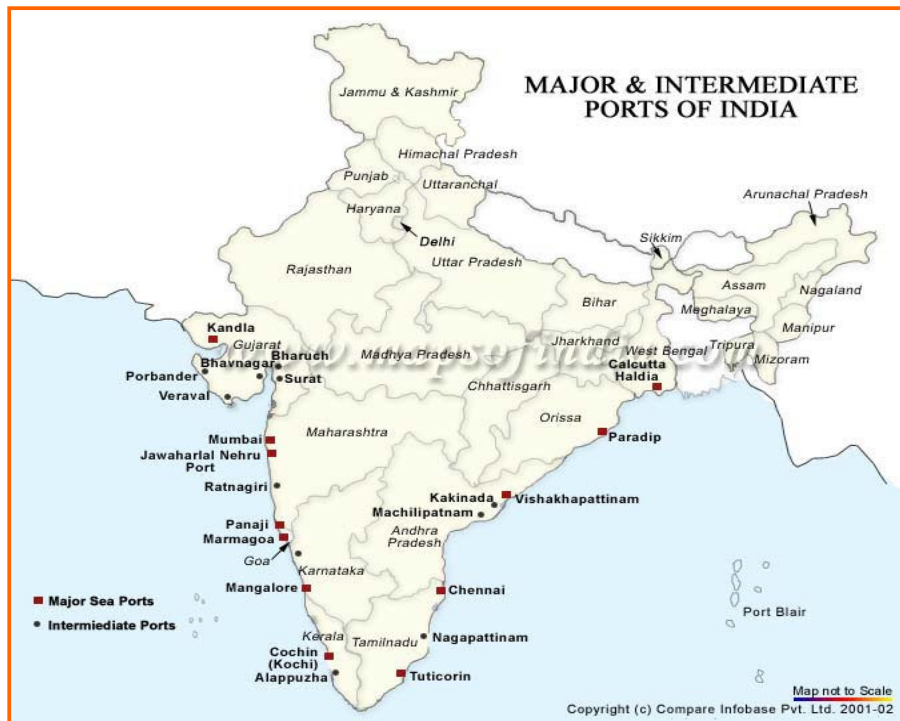 MAJOR & INTERMEDIATE
PORTS OF INDIA
Jammu & Kashmir
Himachal Pradesh
Punjab
Uttaranchal
Haryana
Delhi
Arunachal Pradesh
Sikkim
Rajasthan
Uttar Pradesh
Assam
Nagaland
Bihar
Meghalaya
Manipur
Kandla
Gujarat
Jharkhand
West Bengal
Tripura
Mizoram
www.mapsofindia.com
Madhya Pradesh
Bhavnagar
Bharuch
Calcutta
Haldia
Porbander
Surat
Chhattisgarh
Veraval
Orissa
Maharashtra
Mumbai
Paradip
Jawaharlal Nehru
Port
Ratnagiri
Kakinada
Vishakhapattinam
Machilipatnam
Panaji
Marmagoa
Andhra
Pradesh
Goa
Karnataka
Mangalore
Chennai
Major Sea Ports
Intermiediate Ports
Port Blair
Kerala
Tamilnadu
Nagapattinam
Cochin
(Kochi)
Alappuzha
Tuticorin
Map not to Scale
Copyright (c) Compare Infobase Pvt. Ltd. 2001-02